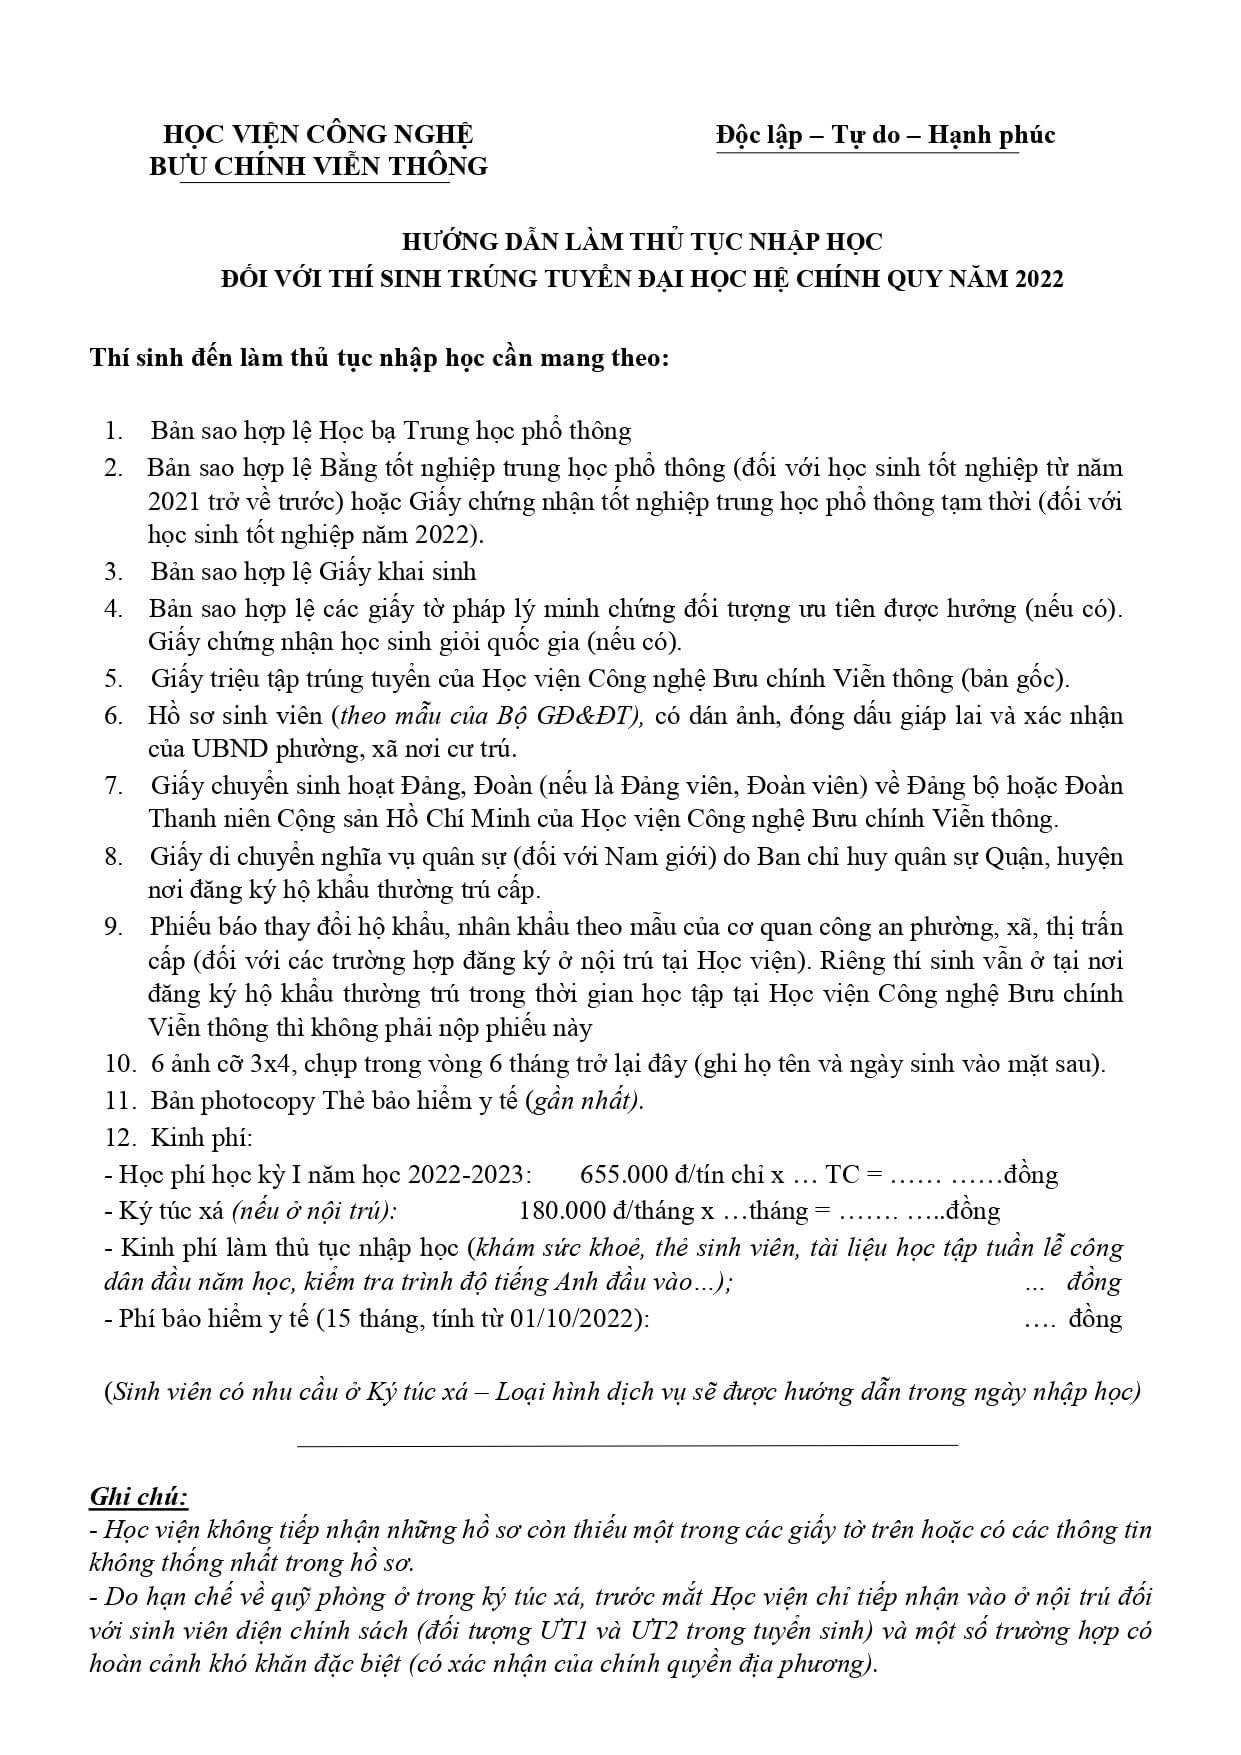 HỌC VIỆN CÔNG NGHỆ
BƯU CHÍNH VIỄN THÔNG
Độc lập – Tự do – Hạnh phúc
HƯỚNG DẪN LÀM THỦ TỤC NHẬP HỌC
ĐỐI VỚI THÍ SINH TRÚNG TUYỂN ĐẠI HỌC HỆ CHÍNH QUY NĂM 2022
Thí sinh đến làm thủ tục nhập học cần mang theo:
1. Bản sao hợp lệ Học bạ Trung học phổ thông
2. Bản sao hợp lệ Bằng tốt nghiệp trung học phổ thông (đối với học sinh tốt nghiệp từ năm
2021 trở về trước) hoặc Giấy chứng nhận tốt nghiệp trung học phổ thông tạm thời (đối với
học sinh tốt nghiệp năm 2022).
3. Bản sao hợp lệ Giấy khai sinh
4. Bản sao hợp lệ các giấy tờ pháp lý minh chứng đối tượng ưu tiên được hưởng (nếu có).
Giấy chứng nhận học sinh giỏi quốc gia (nếu có).
5. Giấy triệu tập trúng tuyển của Học viện Công nghệ Bưu chính Viễn thông (bản gốc).
6. Hồ sơ sinh viên (theo mẫu của Bộ GĐ&ĐT), có dán ảnh, đóng dấu giáp lai và xác nhận
của UBND phường, xã nơi cư trú.
7. Giấy chuyển sinh hoạt Đảng, Đoàn (nếu là Đảng viên, Đoàn viên) về Đảng bộ hoặc Đoàn
Thanh niên Cộng sản Hồ Chí Minh của Học viện Công nghệ Bưu chính Viễn thông.
8. Giấy di chuyển nghĩa vụ quân sự (đối với Nam giới) do Ban chỉ huy quân sự Quận, huyện
nơi đăng ký hộ khẩu thường trú cấp.
9. Phiếu báo thay đổi hộ khẩu, nhân khẩu theo mẫu của cơ quan công an phường, xã, thị trấn
cấp (đối với các trường hợp đăng ký ở nội trú tại Học viện). Riêng thí sinh vẫn ở tại nơi
đăng ký hộ khẩu thường trú trong thời gian học tập tại Học viện Công nghệ Bưu chính
Viễn thông thì không phải nộp phiếu này
10. 6 ảnh cỡ 3x4, chụp trong vòng 6 tháng trở lại đây (ghi họ tên và ngày sinh vào mặt sau).
11. Bản photocopy Thẻ bảo hiểm y tế (gần nhất).
12. Kinh phí:
- Học phí học kỳ I năm học 2022-2023: 655.000 đ/tín chỉ x … TC = …… ……đồng
- Ký túc xá (nếu ở nội trú): 180.000 đ/tháng x …tháng = ……. …..đồng
- Kinh phí làm thủ tục nhập học (khám sức khoẻ, thẻ sinh viên, tài liệu học tập tuần lễ công
dân đầu năm học, kiểm tra trình độ tiếng Anh đầu vào…); … đồng
- Phí bảo hiểm y tế (15 tháng, tính từ 01/10/2022): …. đồng
(Sinh viên có nhu cầu ở Ký túc xá – Loại hình dịch vụ sẽ được hướng dẫn trong ngày nhập học)
Ghi chú:
- Học viện không tiếp nhận những hồ sơ còn thiếu một trong các giấy tờ trên hoặc có các thông tin
không thống nhất trong hồ sơ.
- Do hạn chế về quỹ phòng ở trong ký túc xá, trước mắt Học viện chỉ tiếp nhận vào ở nội trú đối
với sinh viên diện chính sách (đối tượng ƯT1 và ƯT2 trong tuyển sinh) và một số trường hợp có
hoàn cảnh khó khăn đặc biệt (có xác nhận của chính quyền địa phương).